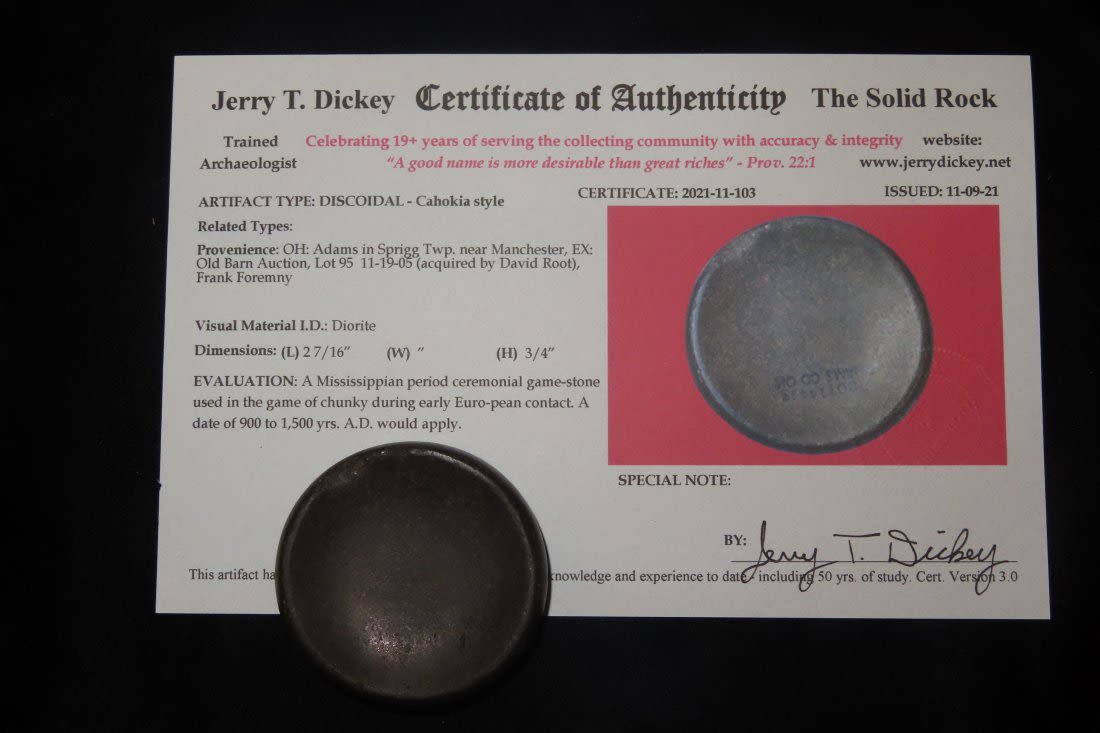 Jerry T. Dickey Certificate of Authenticity The Solid Rock
Trained Celebrating 19+ years of serving the collecting community with accuracy & integrity website:
Archaeologist "A good name is more desirable than great riches" - Prov. 22:1 www.jerrydickey.net
CERTIFICATE: 2021-11-103 ISSUED: 11-09-21
ARTIFACT TYPE: DISCOIDAL - Cahokia style
Related Types:
Provenience: OH: Adams in Sprigg Twp. near Manchester, EX:
Old Barn Auction, Lot 95 11-19-05 (acquired by David Root),
Frank Foremny
Visual Material I.D.: Diorite
Dimensions: (L) 2 7/16" (W) " (H) 3/4"
EVALUATION: A Mississippian period ceremonial game-stone
used in the game of chunky during early Euro-pean contact. A
date of 900 to 1,500 yrs. A.D. would apply.
SPECIAL NOTE:
BY: Jerry T. Dickey
This artifact ha knowledge and experience to date - including 50 yrs. of study. Cert. Version 3.0